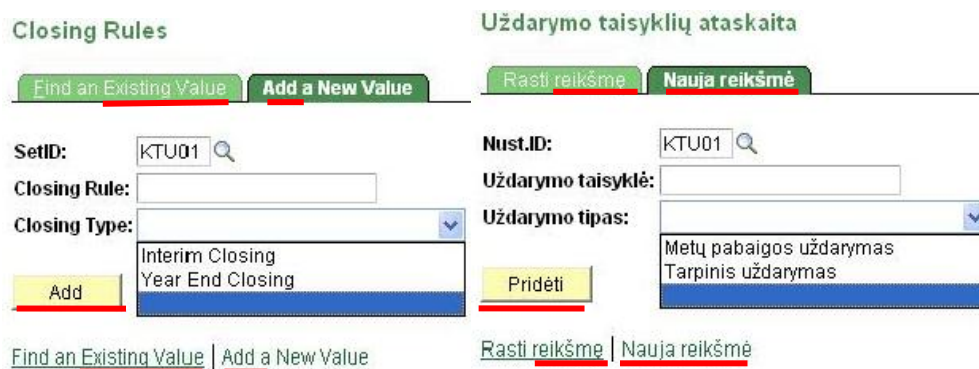 Closing Rules
Find an Existing Value
Add a New Value
SetID: KTU01
Closing Rule:
Closing Type:
Interim Closing
Year End Closing
Add
Find an Existing Value | Add a New Value
Uždarymo taisyklių ataskaita
Rasti reikšmę
Nauja reikšmė
Nust.ID: KTU01
Uždarymo taisyklė:
Uždarymo tipas:
Metų pabaigos uždarymas
Tarpinis uždarymas
Pridėti
Rasti reikšmę | Nauja reikšmė